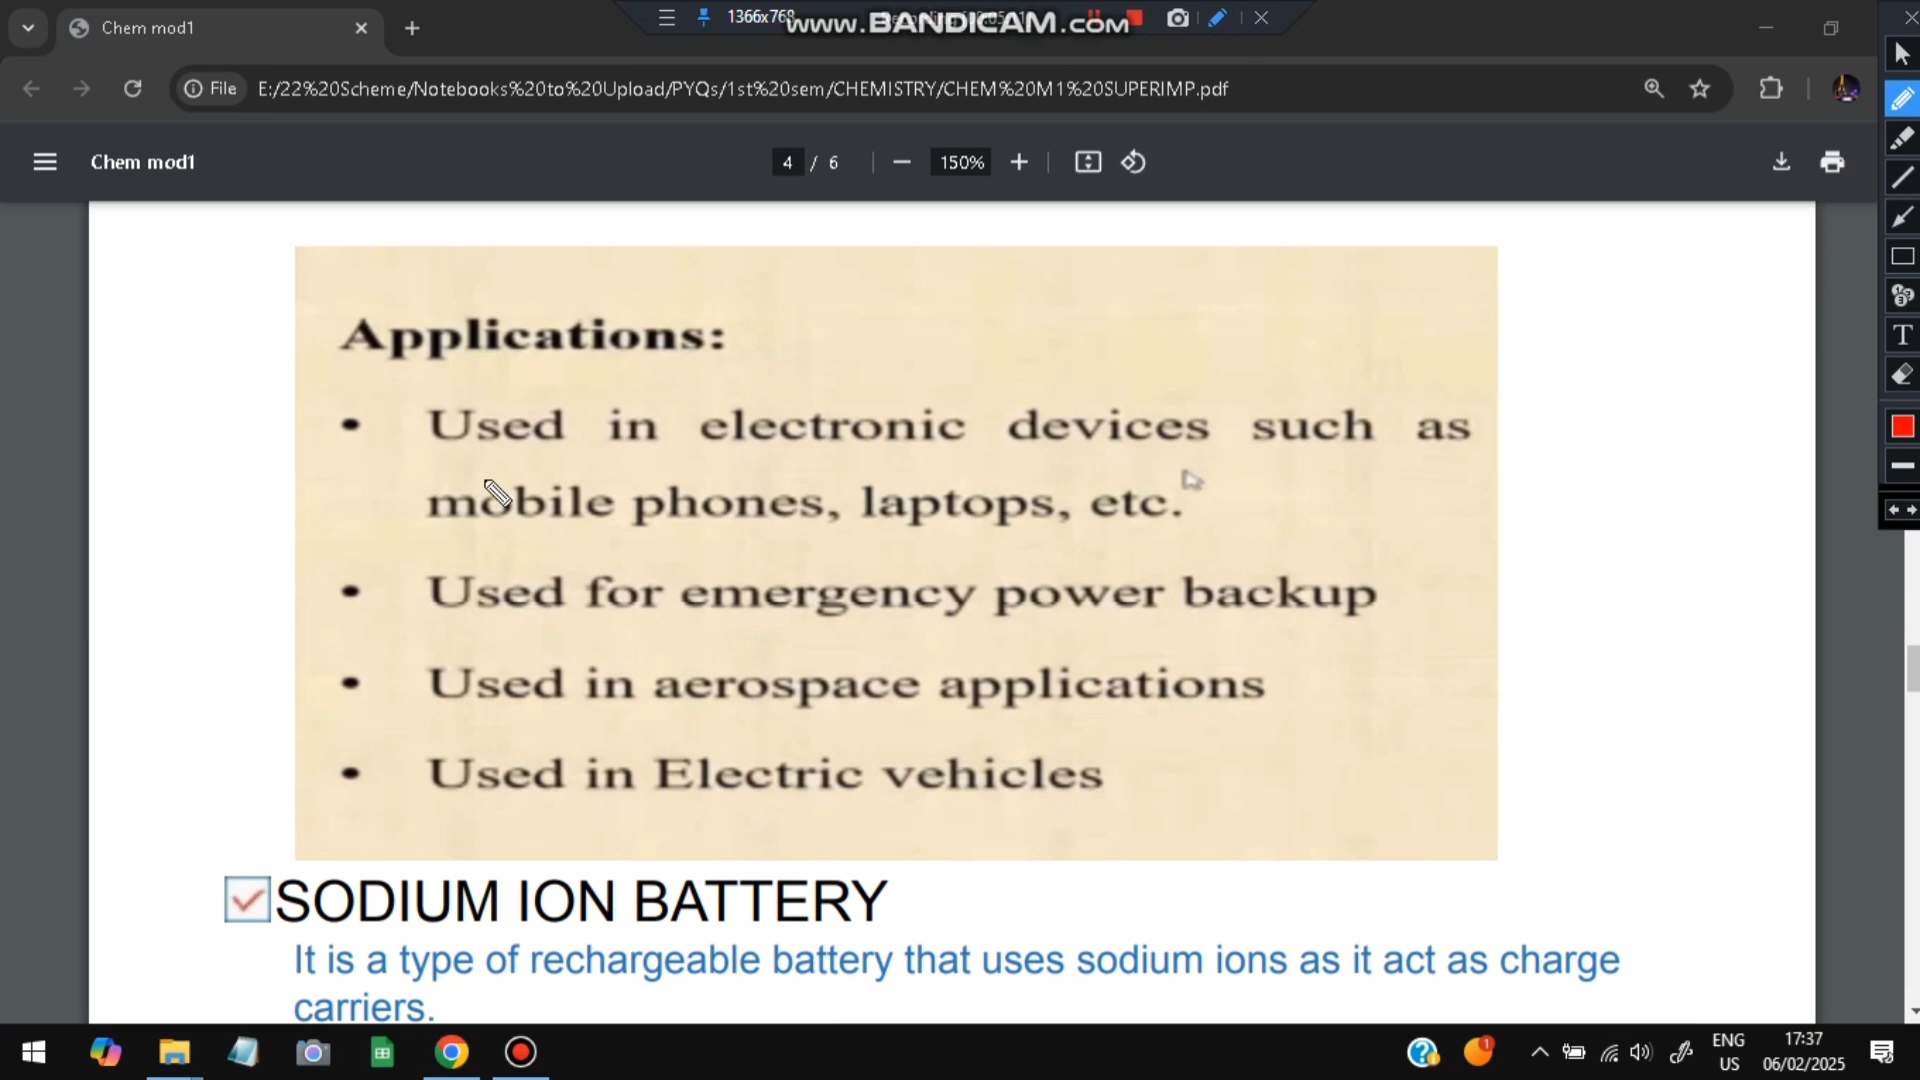 Chem mod1
1366x768
www.BANDICAM.com
File
E:/22%20Scheme/Notebooks%20to%20Upload/PYQs/1st%20sem/CHEMISTRY/CHEM%20M1%20SUPERIMP.pdf
Chem mod1
4 / 6
150%
Applications:
• Used in electronic devices such as
mobile phones, laptops, etc.
• Used for emergency power backup
• Used in aerospace applications
• Used in Electric vehicles
SODIUM ION BATTERY
It is a type of rechargeable battery that uses sodium ions as it act as charge
carriers.
ENG
US
17:37
06/02/2025